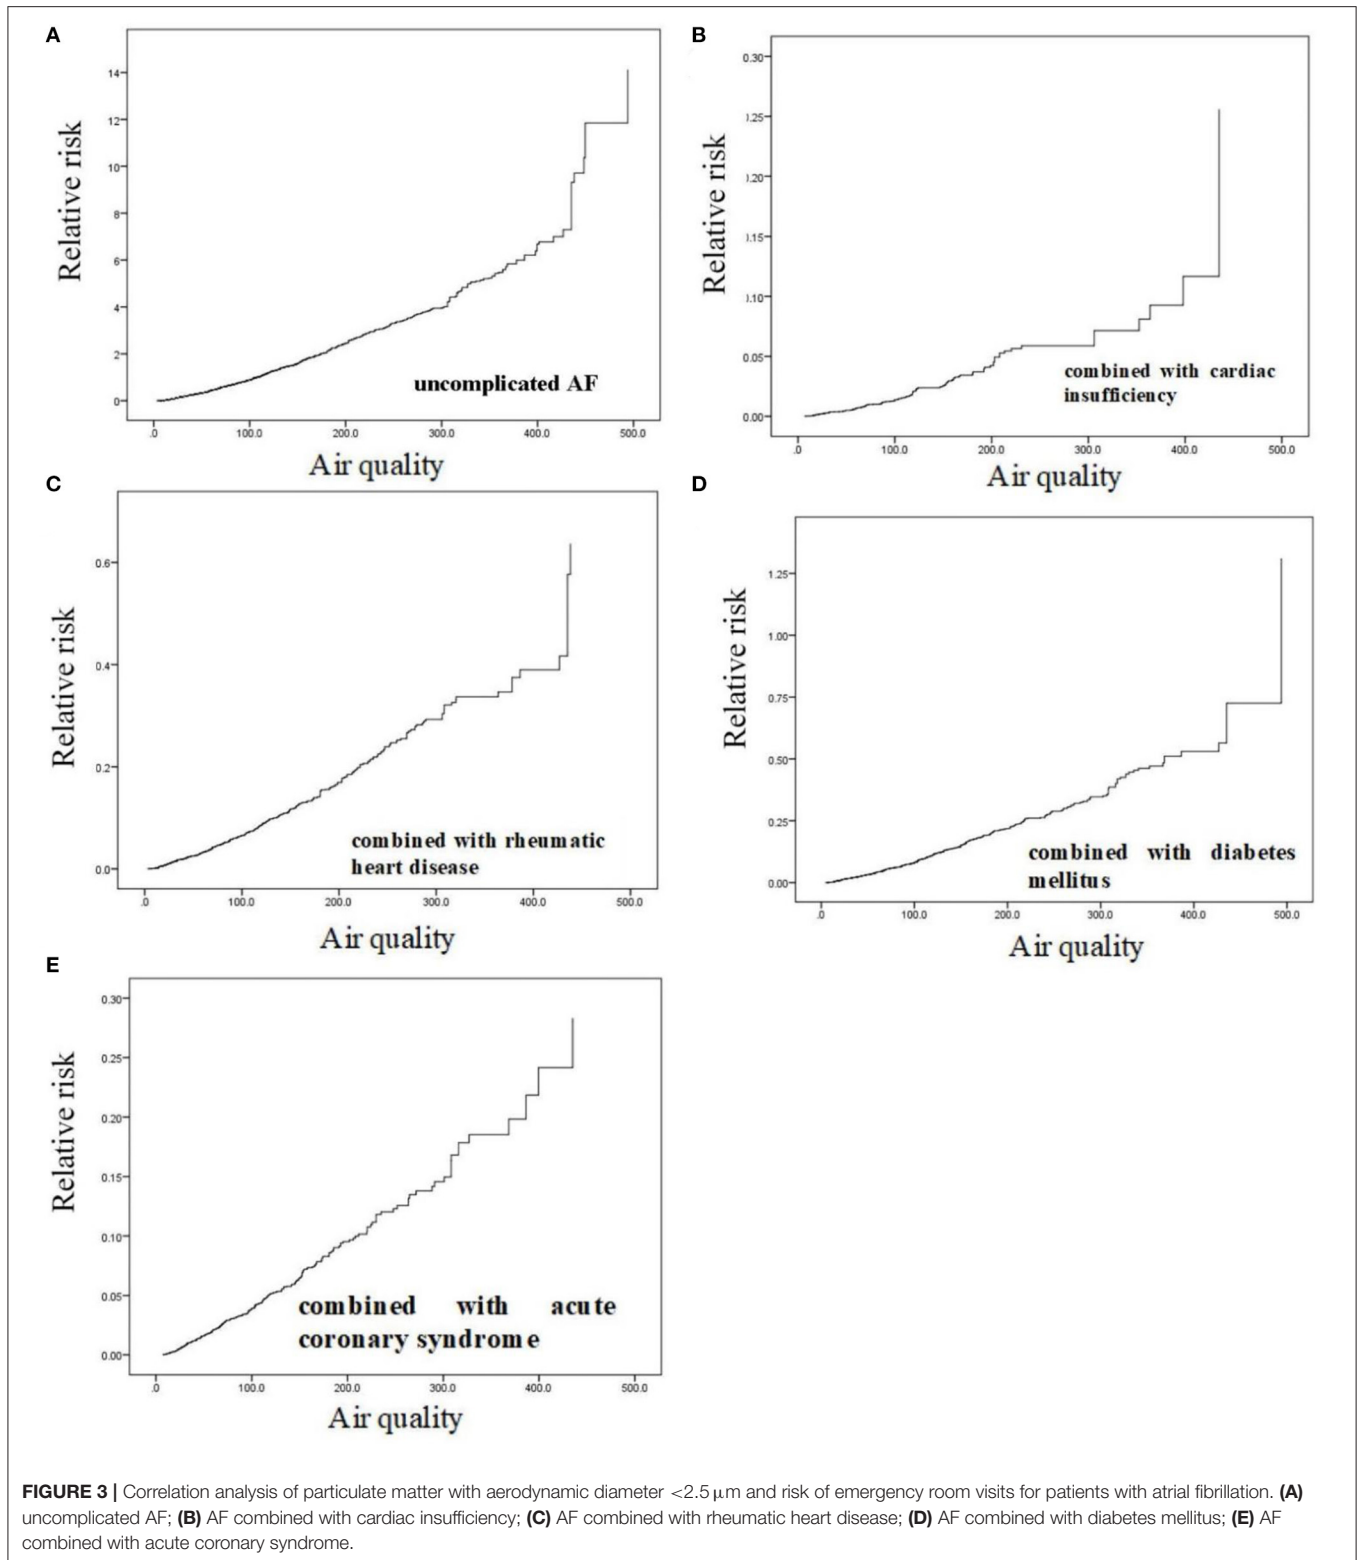 A
Relative risk
14
12
10
8
6
4
2
0
uncomplicated AF
.0 100.0 200.0 300.0 400.0 500.0
Air quality
B
Relative risk
0.30
).25
).20
).15
).10
0.05
0.00
combined with cardiac
insufficiency
.0 100.0 200.0 300.0 400.0 500.0
Air quality
C
Relative risk
0.6
0.4
0.2
0.0
combined with rheumatic
heart disease
.0 100.0 200.0 300.0 400.0 500.0
Air quality
D
Relative risk
1.25
1.00
0.75
0.50
0.25
0.00
combined with diabetes
mellitus
.0 100.0 200.0 300.0 400.0 500.0
Air quality
E
Relative risk
0.30
0.25
0.20
0.15
0.10
0.05
0.00
combined with acute
coronary syndrome
.0 100.0 200.0 300.0 400.0 500.0
Air quality
FIGURE 3 | Correlation analysis of particulate matter with aerodynamic diameter <2.5 μm and risk of emergency room visits for patients with atrial fibrillation. (A)
uncomplicated AF; (B) AF combined with cardiac insufficiency; (C) AF combined with rheumatic heart disease; (D) AF combined with diabetes mellitus; (E) AF
combined with acute coronary syndrome.